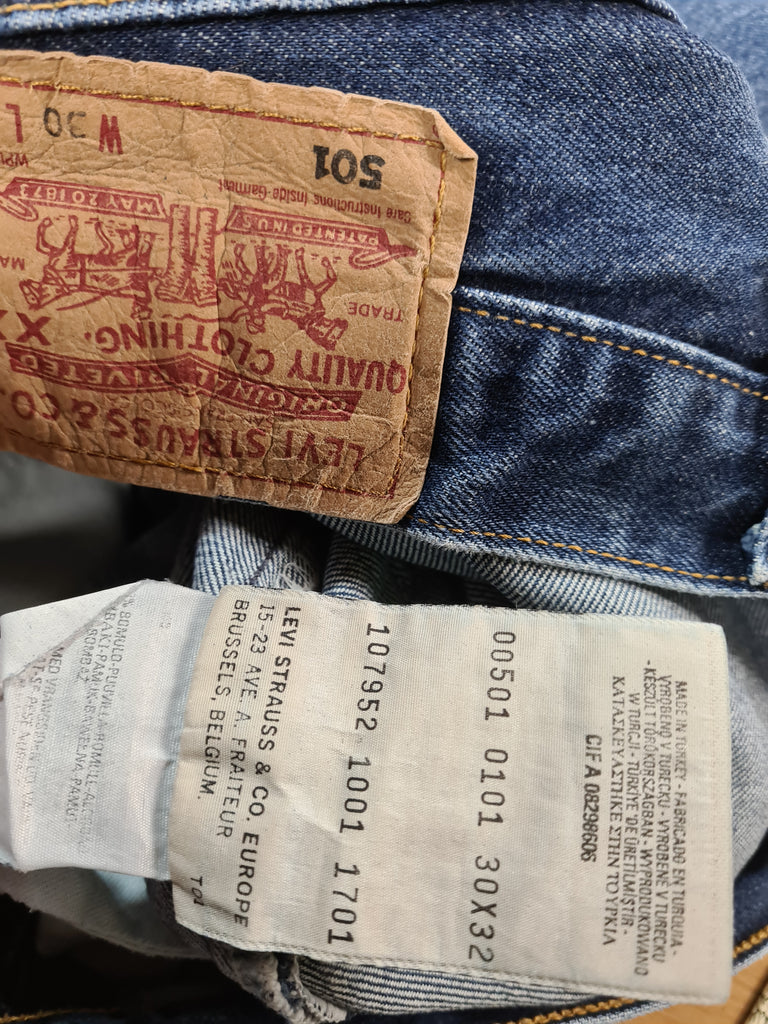 W 30 L
501
Care Instructions Inside Garment
MAY 20 1873
PATENTED IN U.S.
TRADE
XX
QUALITY CLOTHING.
ORIGINAL RIVETED
LEVI STRAUSS & CO.
MADE IN TURKEY - FABRICADO EN TURQUIA -
VYROBENO V TURECKU - VYROBENÉ V TURECKU
- KÉSZÜLT TÖRÖKORSZÁGBAN - WYPRODUKOWANO
W TURCJI - TÜRKİYE'DE ÜRETİLMİŞTİR -
ΚΑΤΑΣΚΕΥΑΣΤΗΚΕ ΣΤΗΝ ΤΟΥΡΚΙΑ
CIF A 08298606
00501 0101 30X32
107952 1001 1701
LEVI STRAUSS & CO. EUROPE
15-23 AVE. A. FRAITEUR
BRUSSELS, BELGIUM.